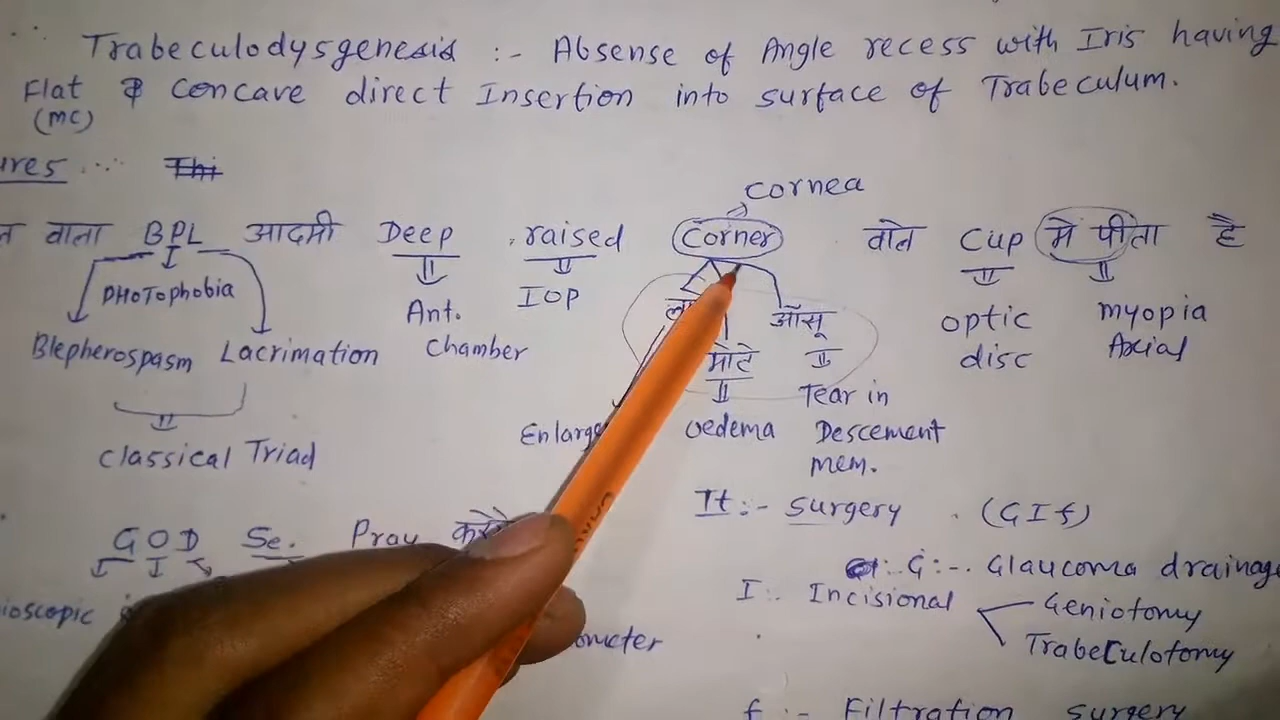 Trabeculodysgenesis :- Absense of Angle recess with Iris having
Flat & Concave direct Insertion into surface of Trabeculum.
(MC)
ures
Thi
cornea
वाला BPL आदमी Deep raised Corner वोन Cup में पीता है
PHOTophobia
Ant. Chamber
IOP
आँसू
optic disc
myopia Axial
Blepherospasm Lacrimation
मोटे
Tear in Descement mem.
Enlarge
oedema
classical Triad
Tt :- surgery (GIf)
GOD Se. Pray करो
G :- Glaucoma drainage
I :- Incisional
Geniotomy
Trabeculotomy
ioscopic
ometer
f :- Filtration surgery